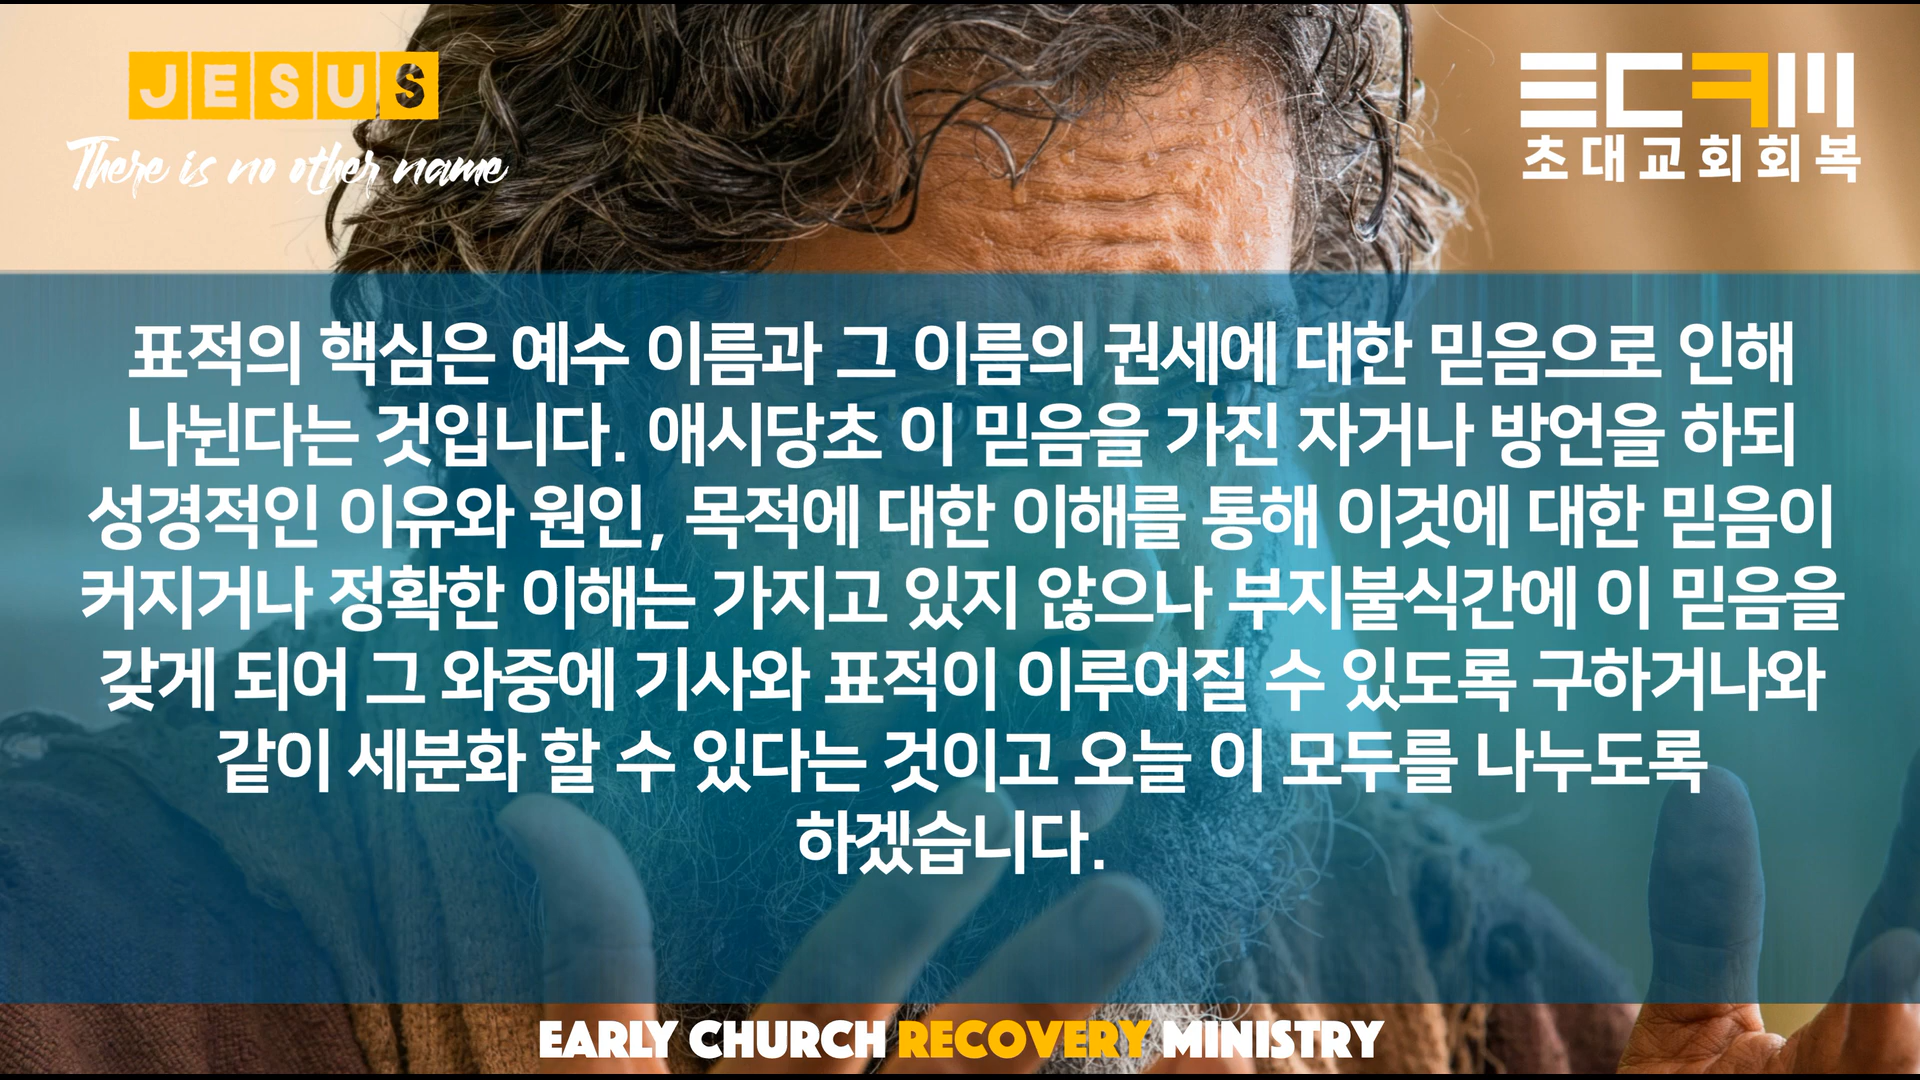 JESUS
There is no other name
초대교회회복
표적의 핵심은 예수 이름과 그 이름의 권세에 대한 믿음으로 인해
나뉜다는 것입니다. 애시당초 이 믿음을 가진 자거나 방언을 하되
성경적인 이유와 원인, 목적에 대한 이해를 통해 이것에 대한 믿음이
커지거나 정확한 이해는 가지고 있지 않으나 부지불식간에 이 믿음을
갖게 되어 그 와중에 기사와 표적이 이루어질 수 있도록 구하거나와
같이 세분화 할 수 있다는 것이고 오늘 이 모두를 나누도록
하겠습니다.
EARLY CHURCH RECOVERY MINISTRY